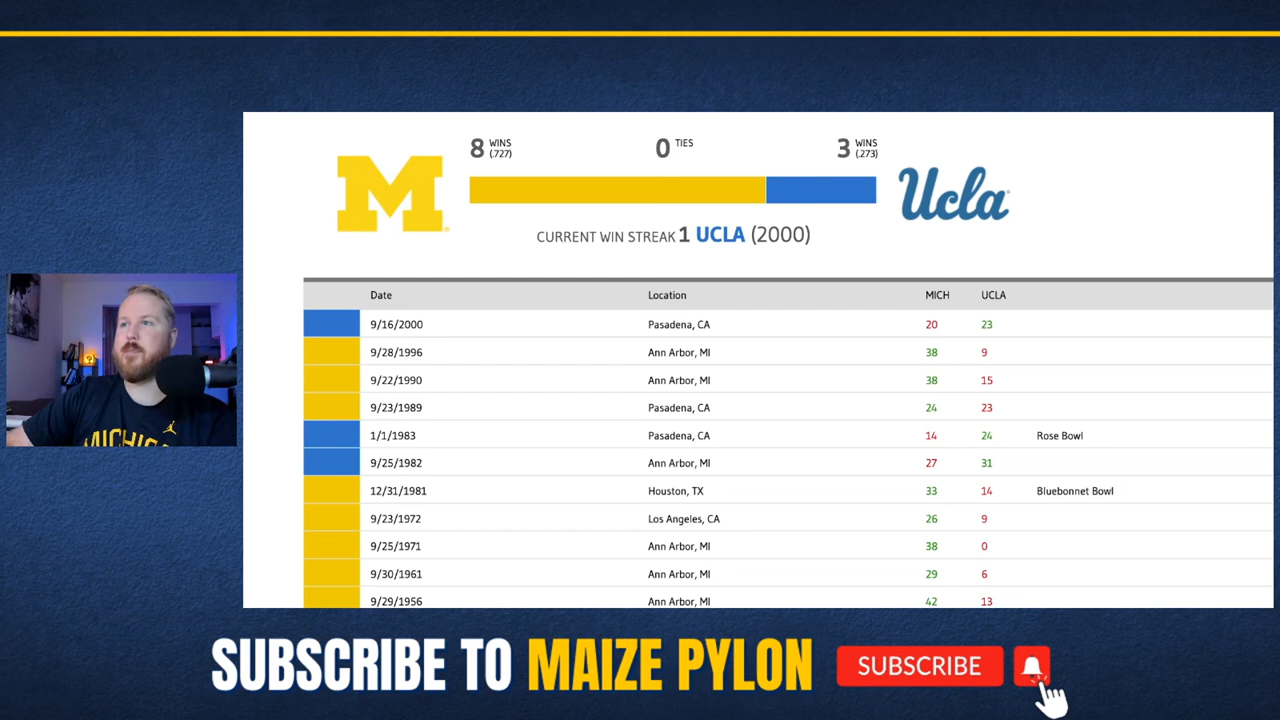 8 WINS (.727) 0 TIES 3 WINS (.273)
M Ucla
CURRENT WIN STREAK 1 UCLA (2000)
Date Location MICH UCLA
9/16/2000 Pasadena, CA 20 23
9/28/1996 Ann Arbor, MI 38 9
9/22/1990 Ann Arbor, MI 38 15
9/23/1989 Pasadena, CA 24 23
1/1/1983 Pasadena, CA 14 24 Rose Bowl
9/25/1982 Ann Arbor, MI 27 31
12/31/1981 Houston, TX 33 14 Bluebonnet Bowl
9/23/1972 Los Angeles, CA 26 9
9/25/1971 Ann Arbor, MI 38 0
9/30/1961 Ann Arbor, MI 29 6
9/29/1956 Ann Arbor, MI 42 13
SUBSCRIBE TO MAIZE PYLON SUBSCRIBE